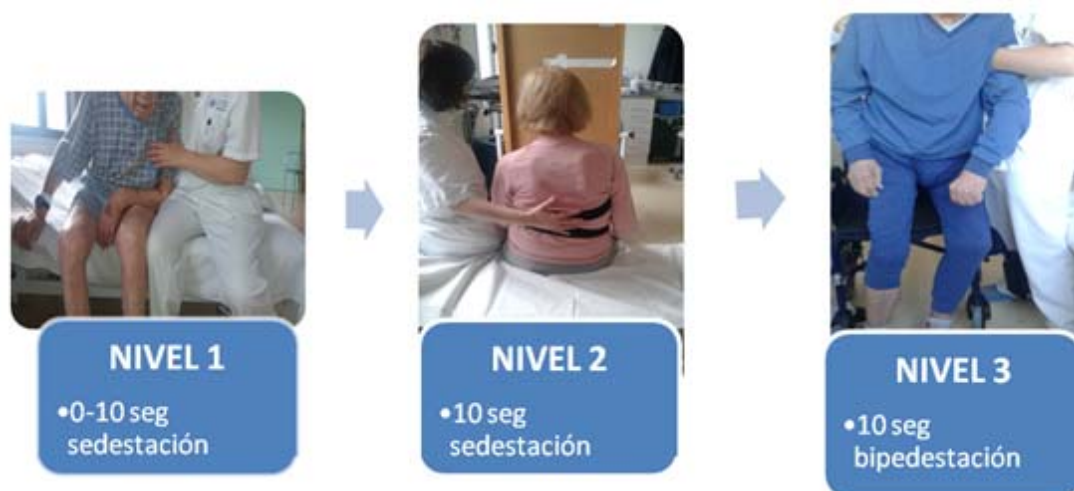 NIVEL 1
•0-10 seg
sedestación
NIVEL 2
•10 seg
sedestación
NIVEL 3
•10 seg
bipedestación